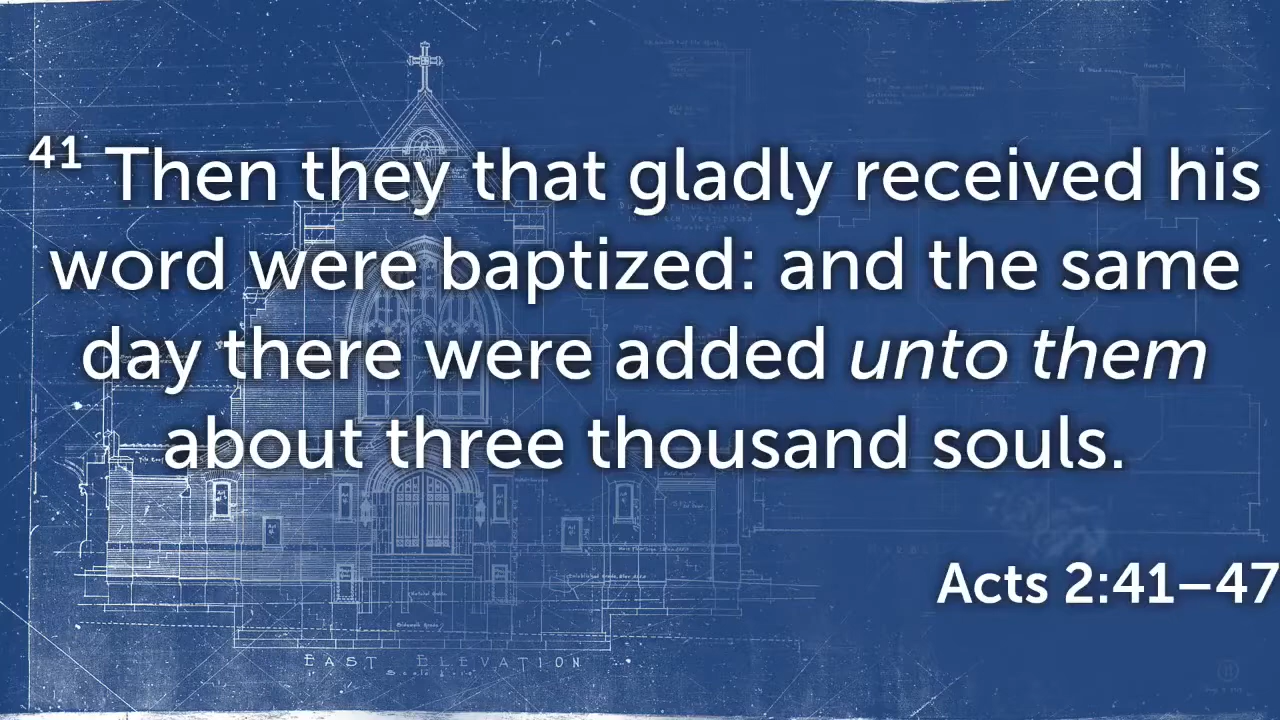 41 Then they that gladly received his
word were baptized: and the same
day there were added unto them
about three thousand souls.
Acts 2:41–47
EAST ELEVATION